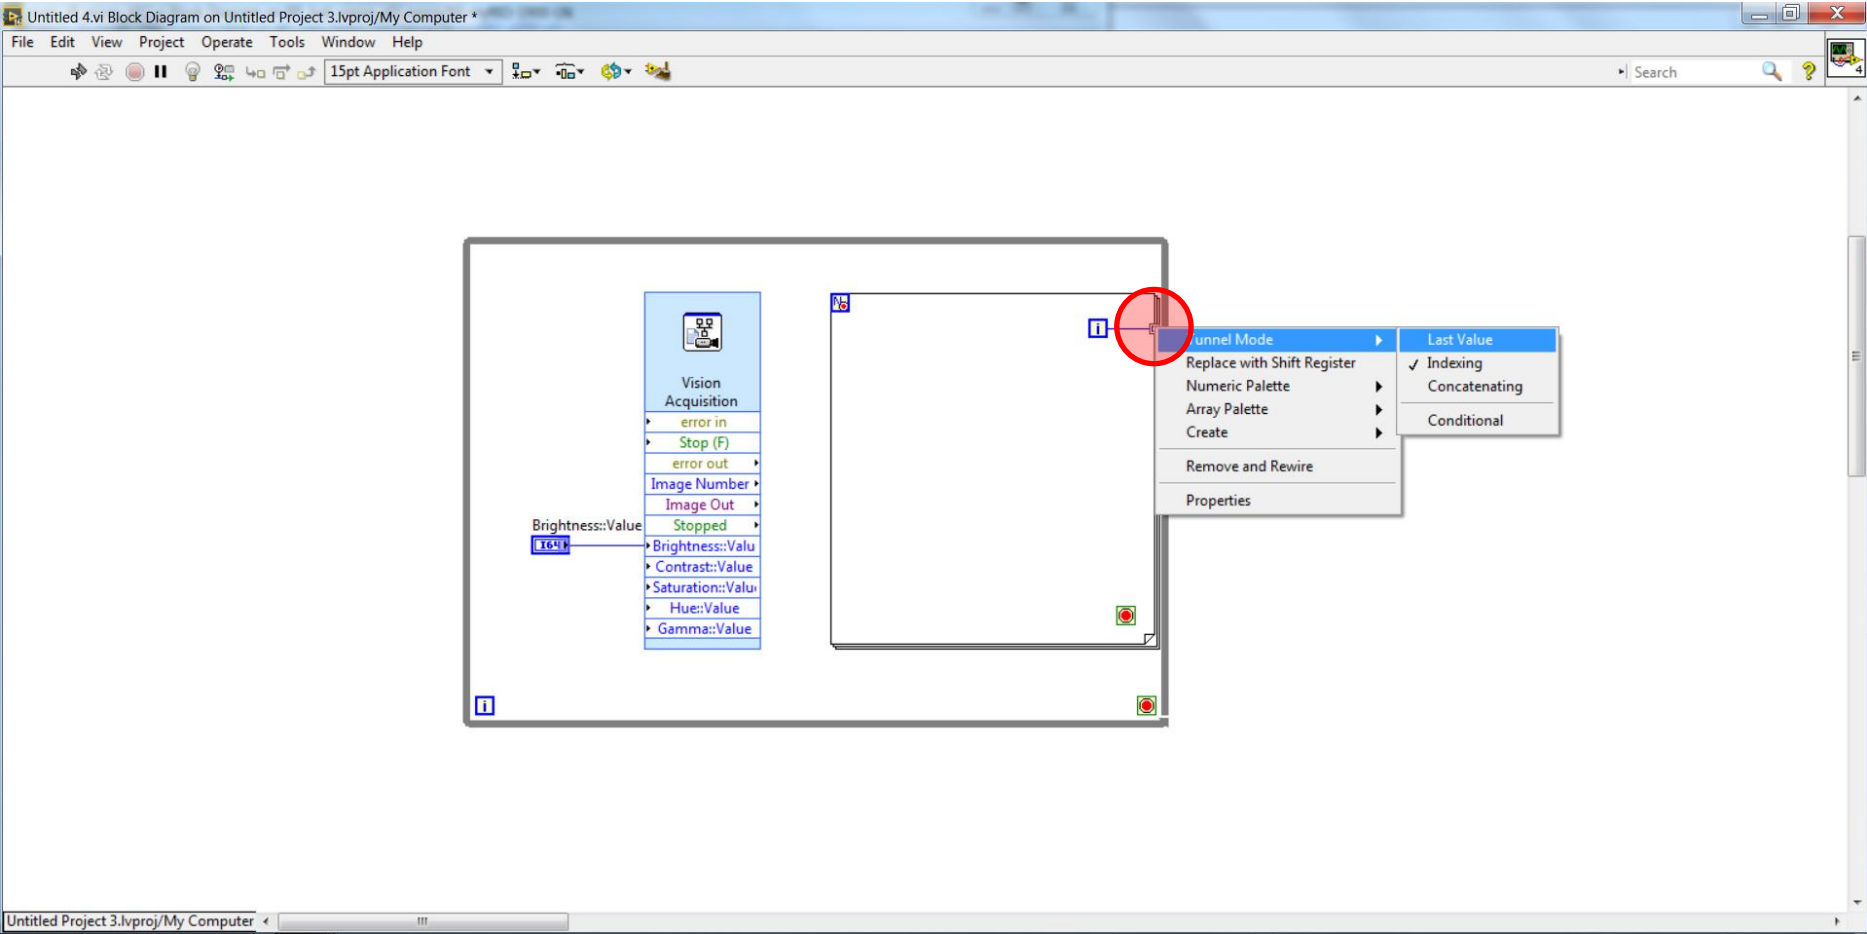 Untitled 4.vi Block Diagram on Untitled Project 3.lvproj/My Computer *
File Edit View Project Operate Tools Window Help
15pt Application Font
Search
4
N
i
Tunnel Mode
Last Value
Replace with Shift Register
Indexing
Numeric Palette
Concatenating
Array Palette
Conditional
Create
Remove and Rewire
Properties
Vision
Acquisition
error in
Stop (F)
error out
Image Number
Image Out
Stopped
Brightness::Value
I64
Brightness::Valu
Contrast::Value
Saturation::Valu
Hue::Value
Gamma::Value
i
Untitled Project 3.lvproj/My Computer